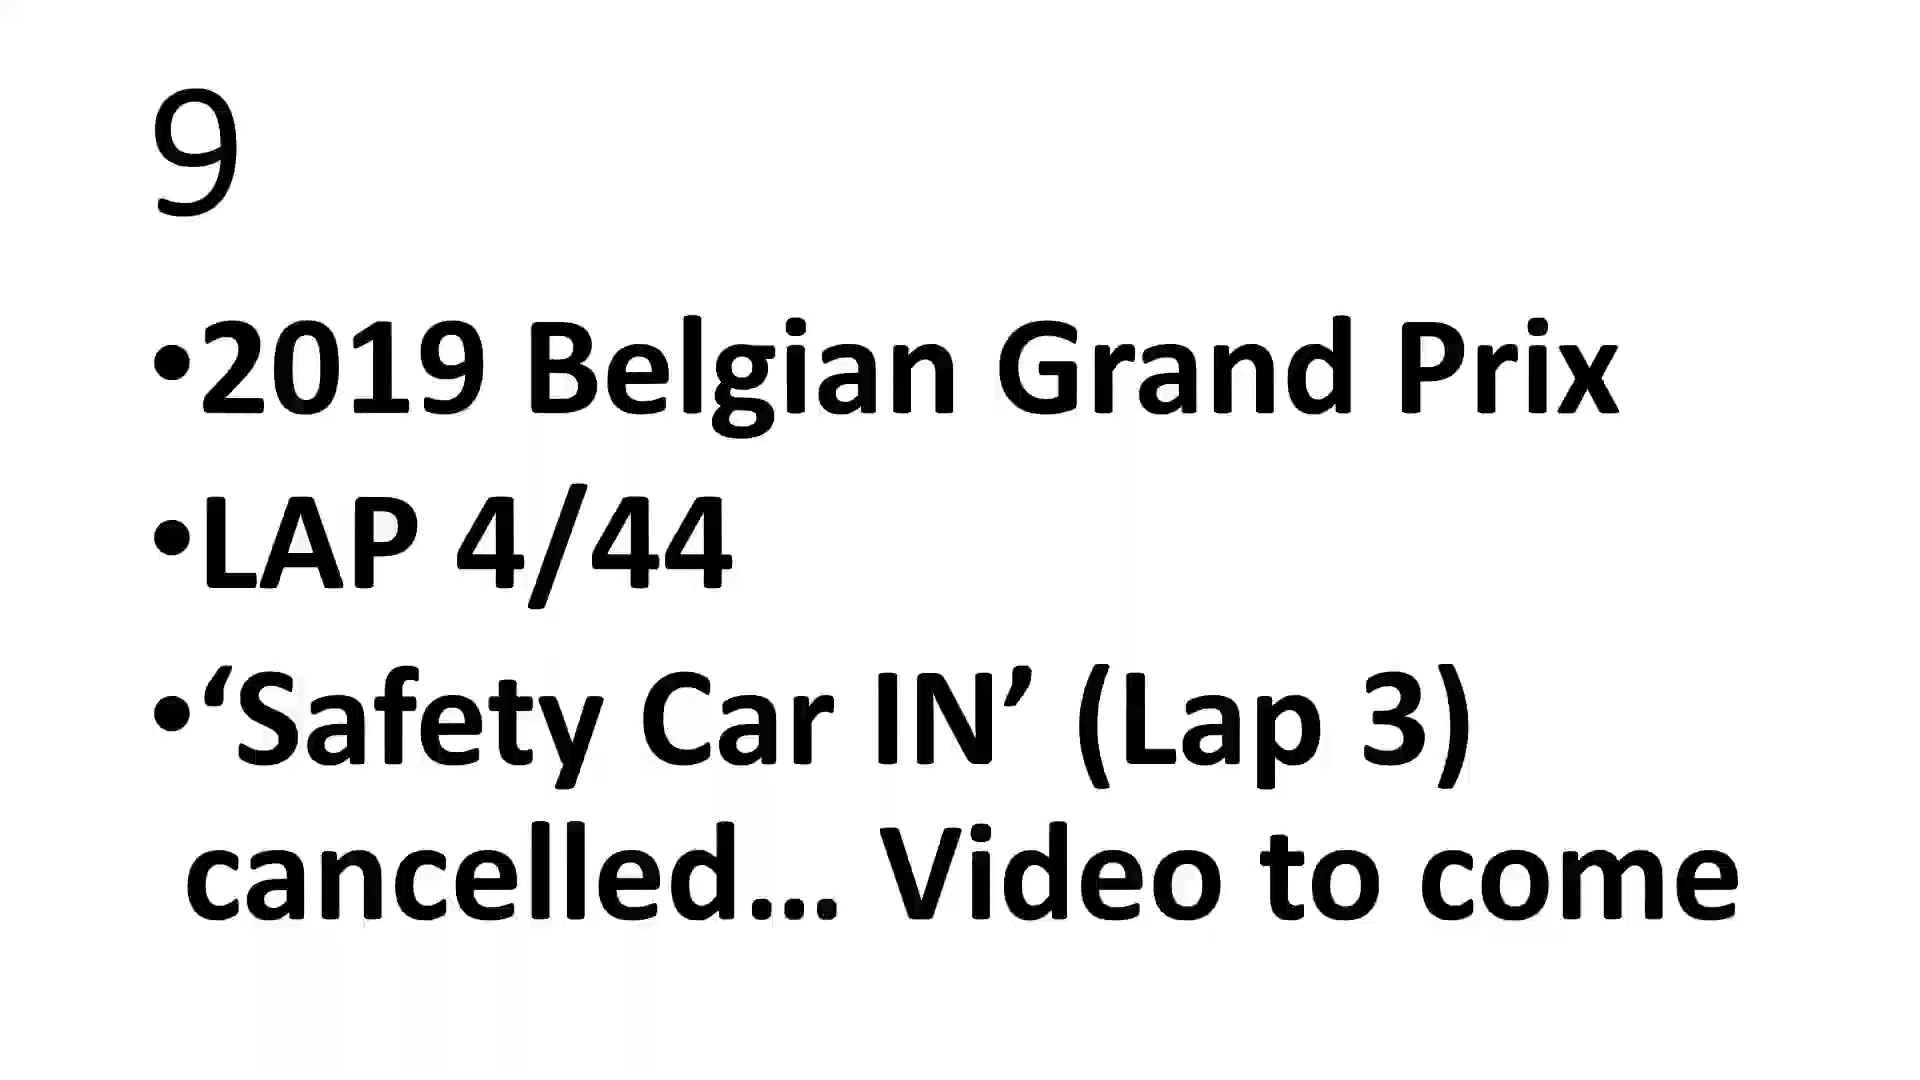 9
•2019 Belgian Grand Prix
•LAP 4/44
•‘Safety Car IN’ (Lap 3)
cancelled... Video to come